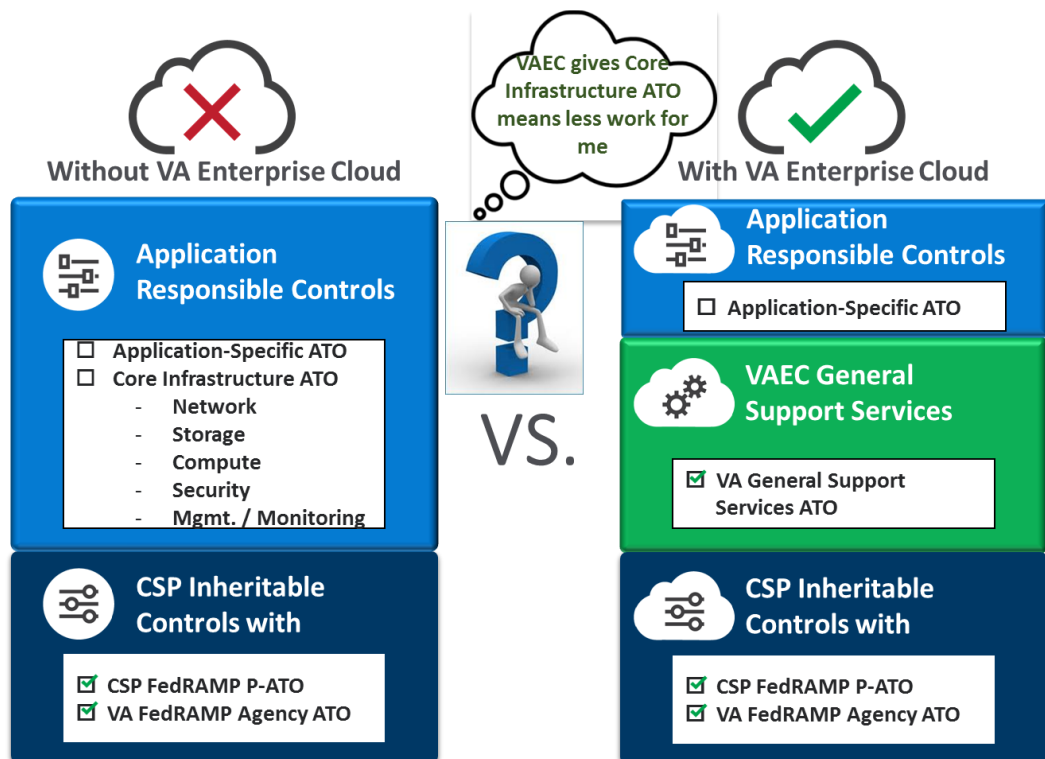 VAEC gives Core
Infrastructure ATO
means less work for
me
Without VA Enterprise Cloud
Application
Responsible Controls
Application-Specific ATO
Core Infrastructure ATO
- Network
- Storage
- Compute
- Security
- Mgmt. / Monitoring
CSP Inheritable
Controls with
CSP FedRAMP P-ATO
VA FedRAMP Agency ATO
VS.
With VA Enterprise Cloud
Application
Responsible Controls
Application-Specific ATO
VAEC General
Support Services
VA General Support
Services ATO
CSP Inheritable
Controls with
CSP FedRAMP P-ATO
VA FedRAMP Agency ATO